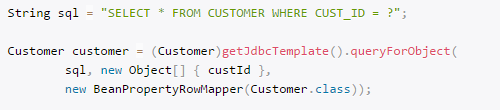 String sql = "SELECT * FROM CUSTOMER WHERE CUST_ID = ?";
Customer customer = (Customer)getJdbcTemplate().queryForObject(
sql, new Object[] { custId },
new BeanPropertyRowMapper(Customer.class));